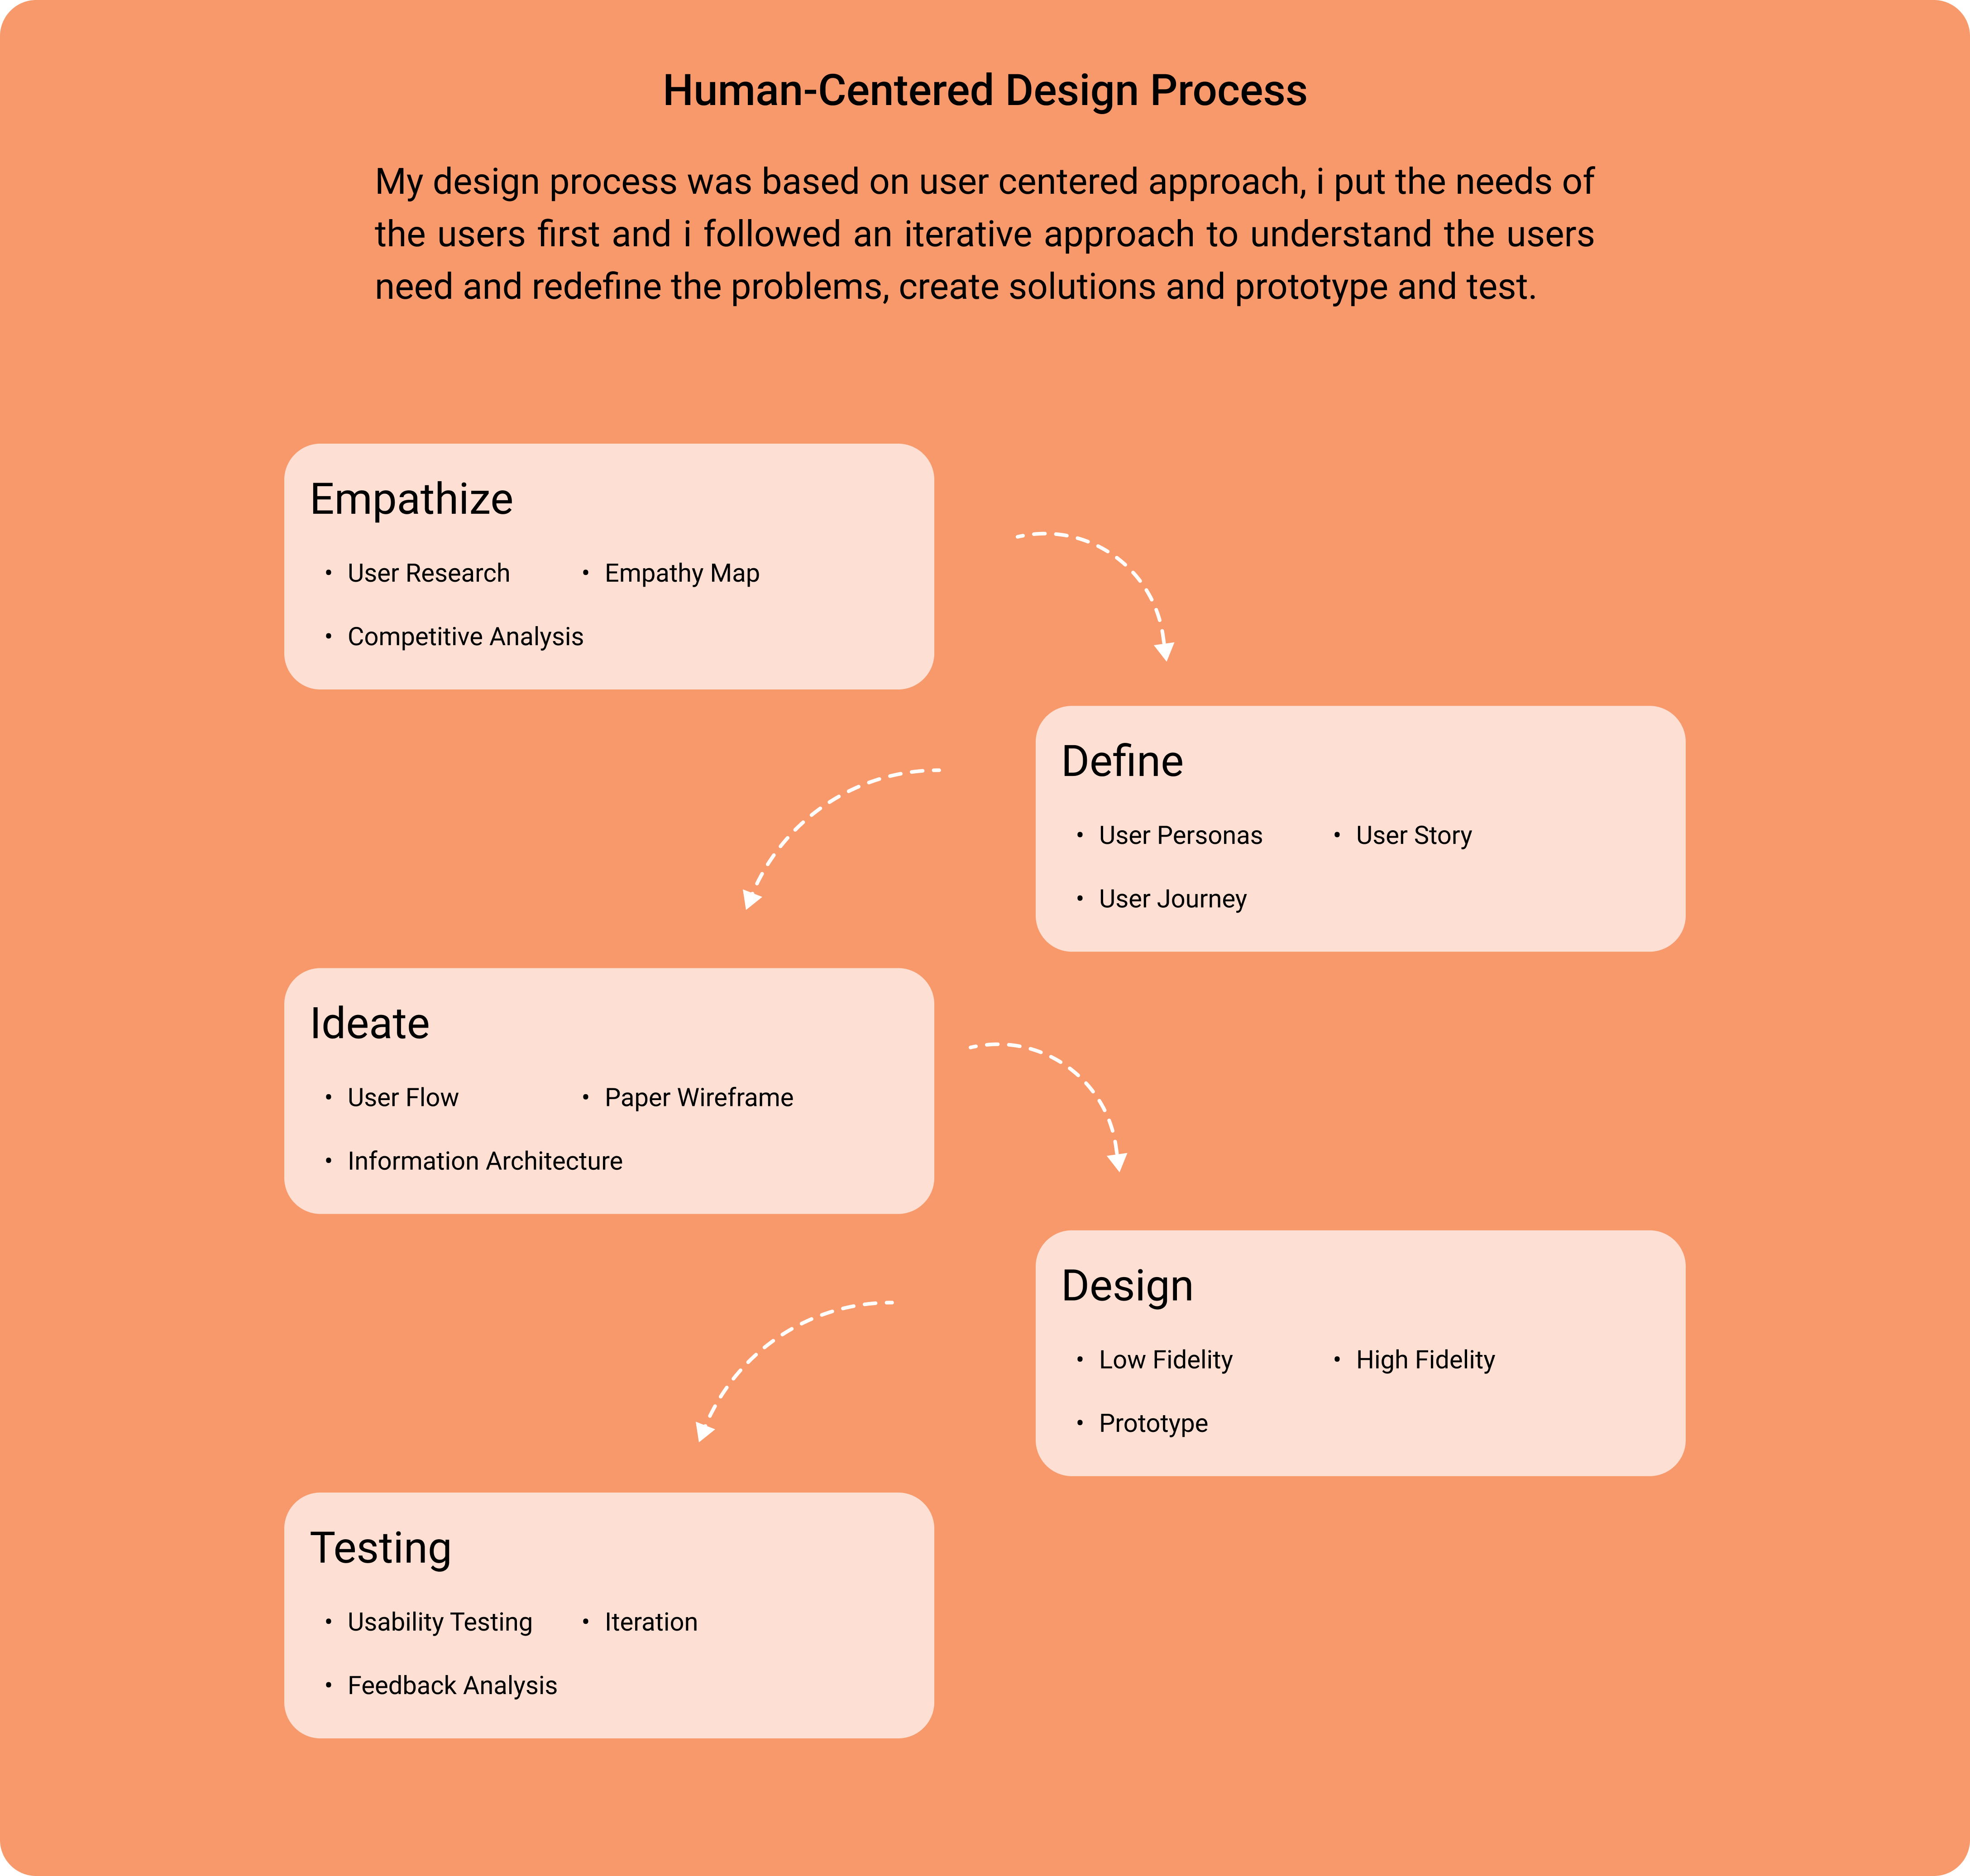 Human-Centered Design Process
My design process was based on user centered approach, i put the needs of
the users first and i followed an iterative approach to understand the users
need and redefine the problems, create solutions and prototype and test.
Empathize
• User Research • Empathy Map
• Competitive Analysis
Define
• User Personas • User Story
• User Journey
Ideate
• User Flow • Paper Wireframe
• Information Architecture
Design
• Low Fidelity • High Fidelity
• Prototype
Testing
• Usability Testing • Iteration
• Feedback Analysis